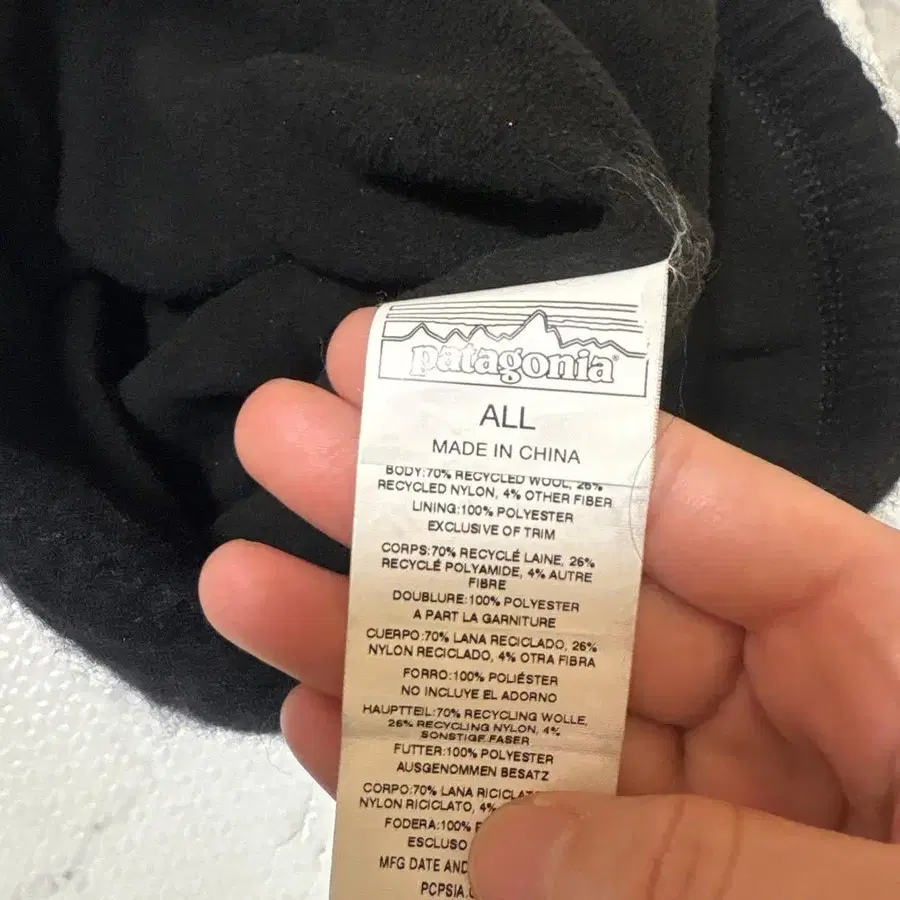 patagonia®
ALL
MADE IN CHINA
BODY:70% RECYCLED WOOL, 26%
RECYCLED NYLON, 4% OTHER FIBER
LINING:100% POLYESTER
EXCLUSIVE OF TRIM
CORPS:70% RECYCLÉ LAINE, 26%
RECYCLÉ POLYAMIDE, 4% AUTRE
FIBRE
DOUBLURE:100% POLYESTER
A PART LA GARNITURE
CUERPO:70% LANA RECICLADO, 26%
NYLON RECICLADO, 4% OTRA FIBRA
FORRO:100% POLIÉSTER
NO INCLUYE EL ADORNO
HAUPTTEIL:70% RECYCLING WOLLE,
26% RECYCLING NYLON, 4%
SONSTIGE FASER
FUTTER:100% POLYESTER
AUSGENOMMEN BESATZ
CORPO:70% LANA
NYLON RICICLATO, 4%
FODERA:100%
ESCLUSO
MFG DATE AND